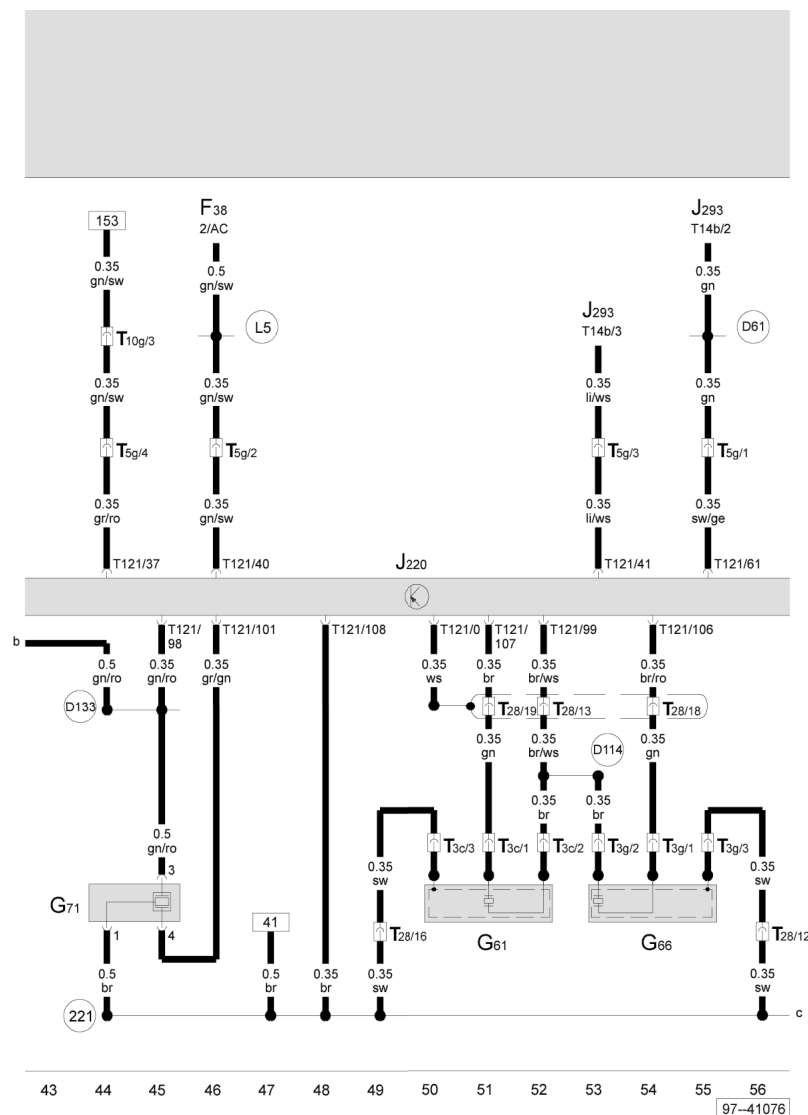 F38
J293
153
2/AC
T14b/2
0.35
gn/sw
0.5
gn/sw
0.35
gn
J293
T14b/3
L5
D61
T10g/3
0.35
gn/sw
0.35
gn/sw
0.35
li/ws
0.35
gn
T5g/4
T5g/2
T5g/3
T5g/1
0.35
gr/ro
0.35
gn/sw
0.35
li/ws
0.35
sw/ge
T121/37
T121/40
J220
T121/41
T121/61
b
T121/
98
T121/101
T121/108
T121/0
T121/
107
T121/99
T121/106
0.5
gn/ro
0.35
gn/ro
0.35
gr/gn
0.35
ws
0.35
br
0.35
br/ws
0.35
br/ro
D133
T28/19
T28/13
T28/18
0.35
gn
0.35
br/ws
D114
0.35
gn
0.35
br
0.35
br
0.5
gn/ro
T3c/3
T3c/1
T3c/2
T3g/2
T3g/1
T3g/3
0.35
sw
0.35
sw
3
G71
1
4
41
T28/16
G61
G66
T28/12
0.5
br
0.5
br
0.35
br
0.35
sw
0.35
sw
221
c
43 44 45 46 47 48 49 50 51 52 53 54 55 56
97--41076